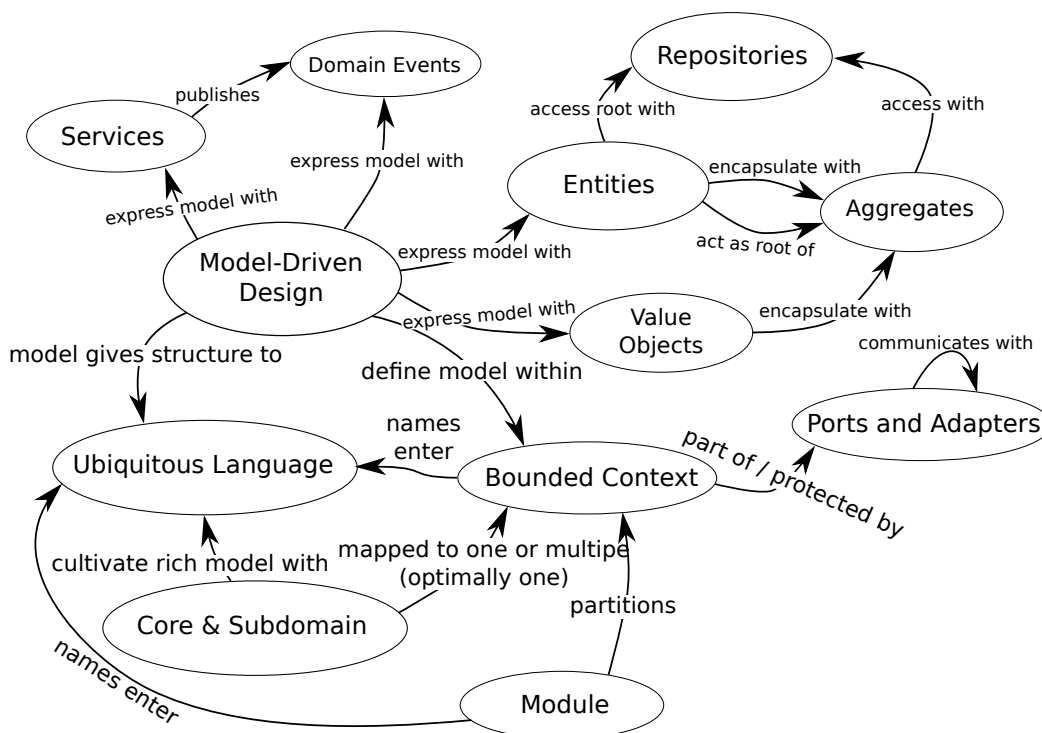 Repositories
Domain Events
publishes
access root with
access with
Services
express model with
encapsulate with
Entities
express model with
Aggregates
act as root of
express model with
Model-Driven
Design
express model with
encapsulate with
Value
Objects
communicates with
model gives structure to
define model within
Ports and Adapters
names
enter
part of / protected by
Ubiquitous Language
Bounded Context
mapped to one or multipe
(optimally one)
cultivate rich model with
partitions
Core & Subdomain
names enter
Module